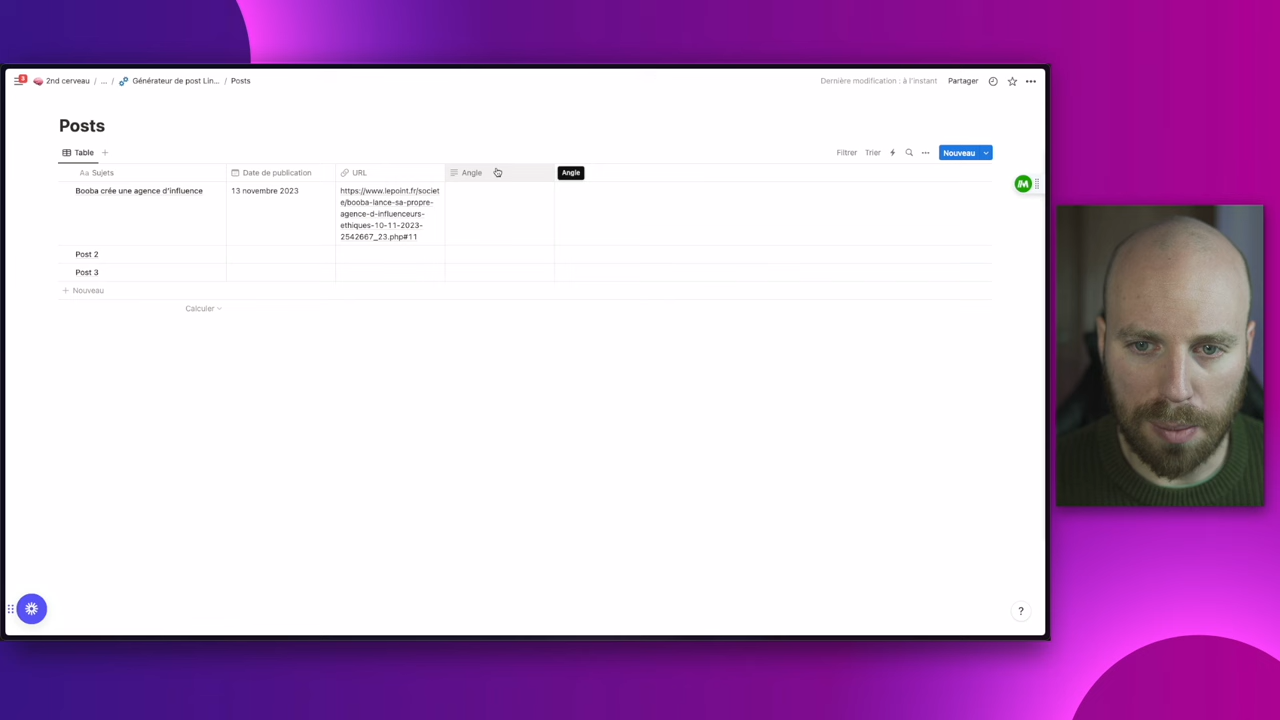 3
2nd cerveau / ... / Générateur de post Lin... / Posts
Dernière modification : à l'instant
Partager
Posts
Table
Filtrer
Trier
Nouveau
Aa Sujets
Date de publication
URL
Angle
Angle
Booba crée une agence d'influence
13 novembre 2023
https://www.lepoint.fr/societ
e/booba-lance-sa-propre-
agence-d-influenceurs-
ethiques-10-11-2023-
2542667_23.php#11
Post 2
Post 3
+ Nouveau
Calculer
?